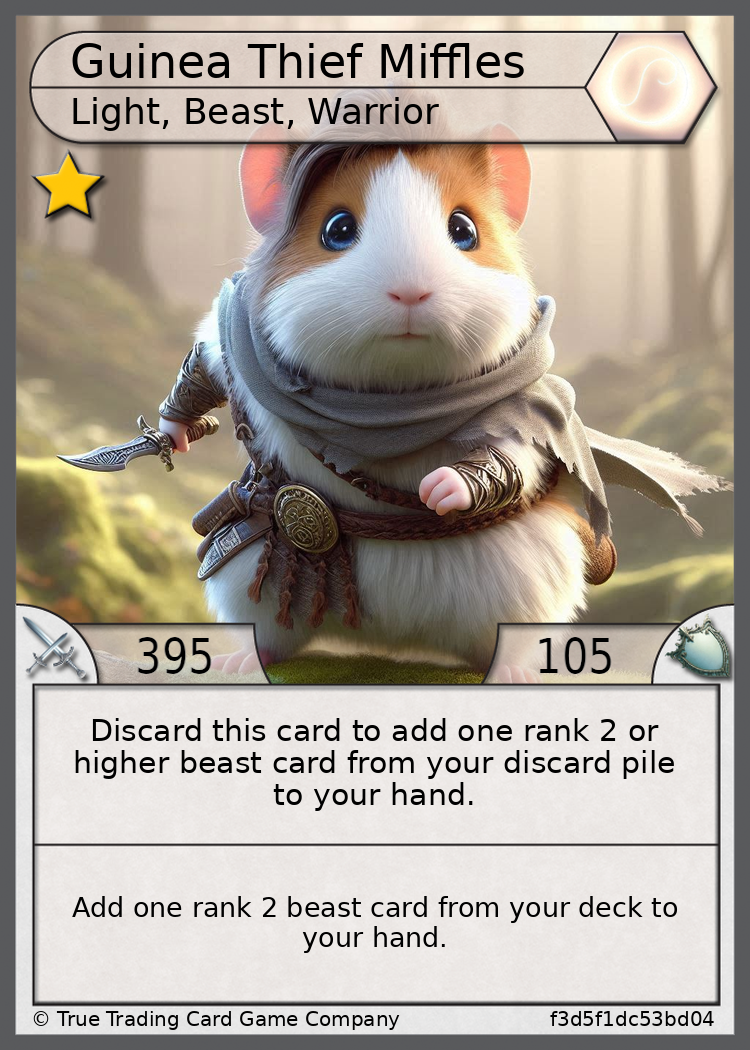 Guinea Thief Miffles
Light, Beast, Warrior
395
105
Discard this card to add one rank 2 or
higher beast card from your discard pile
to your hand.
Add one rank 2 beast card from your deck to
your hand.
© True Trading Card Game Company
f3d5f1dc53bd04